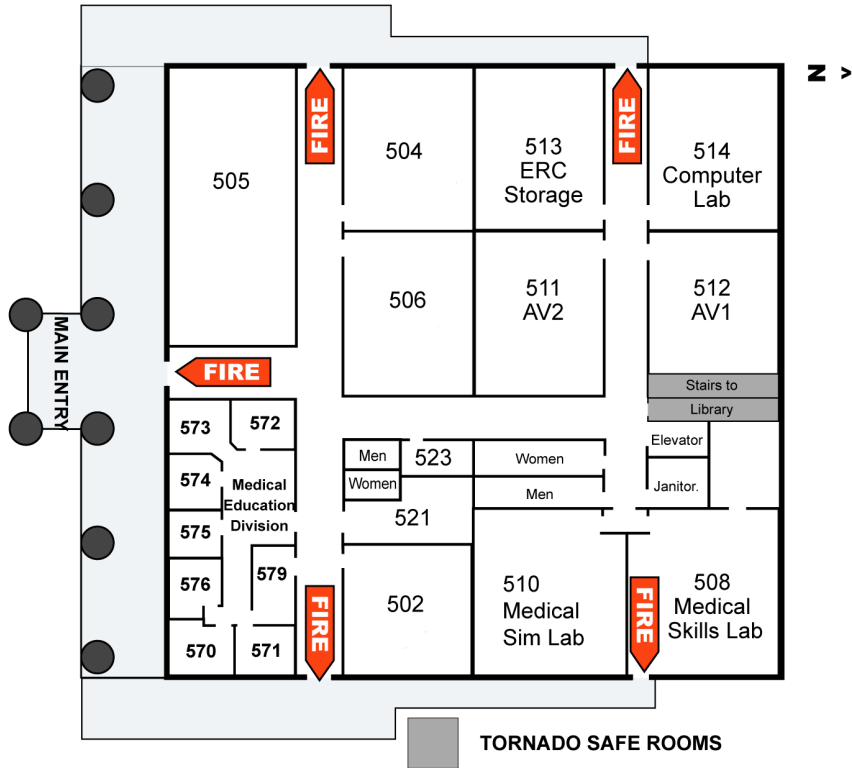 N >
FIRE
FIRE
505
504
513
ERC
Storage
514
Computer
Lab
506
511
AV2
512
AV1
MAIN ENTRY
FIRE
Stairs to
Library
573
572
Men
523
Women
Elevator
574
Medical
Education
Division
Women
Men
Janitor.
521
575
576
579
FIRE
502
510
Medical
Sim Lab
FIRE
508
Medical
Skills Lab
570
571
TORNADO SAFE ROOMS